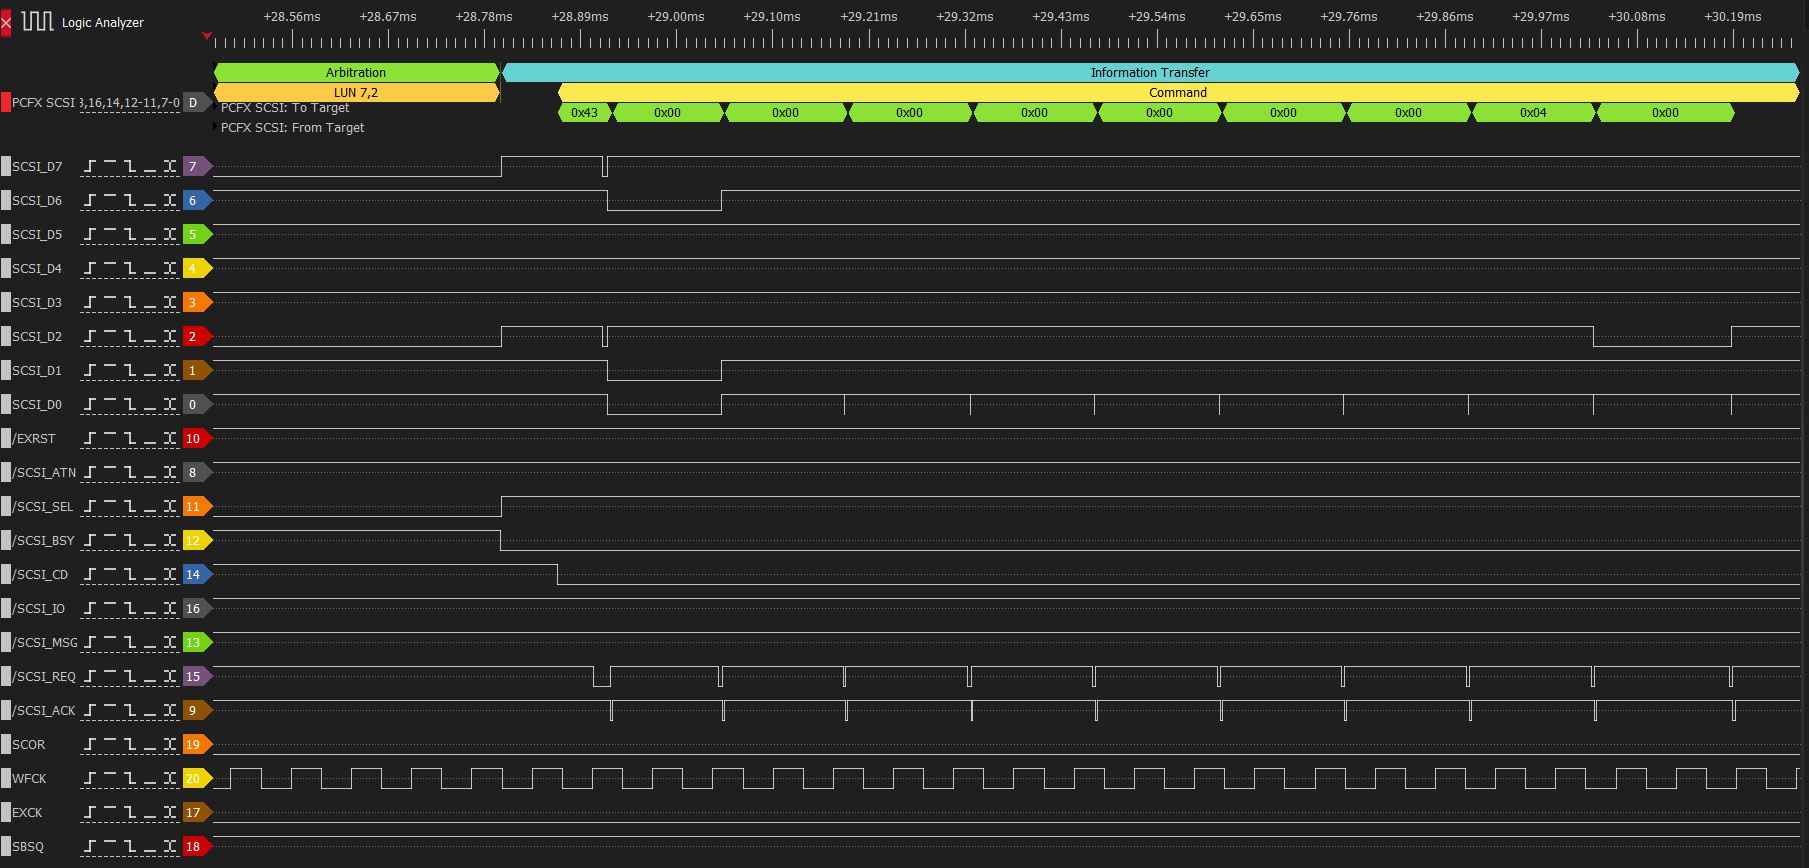 Logic Analyzer
+28.56ms +28.67ms +28.78ms +28.89ms +29.00ms +29.10ms +29.21ms +29.32ms +29.43ms +29.54ms +29.65ms +29.76ms +29.86ms +29.97ms +30.08ms +30.19ms
Arbitration Information Transfer
PCFX SCSI 3,16,14,12-11,7-0 D LUN 7,2 Command
PCFX SCSI: To Target 0x43 0x00 0x00 0x00 0x00 0x00 0x00 0x00 0x04 0x00
PCFX SCSI: From Target
SCSI_D7 7
SCSI_D6 6
SCSI_D5 5
SCSI_D4 4
SCSI_D3 3
SCSI_D2 2
SCSI_D1 1
SCSI_D0 0
/EXRST 10
/SCSI_ATN 8
/SCSI_SEL 11
/SCSI_BSY 12
/SCSI_CD 14
/SCSI_IO 16
/SCSI_MSG 13
/SCSI_REQ 15
/SCSI_ACK 9
SCOR 19
WFCK 20
EXCK 17
SBSQ 18